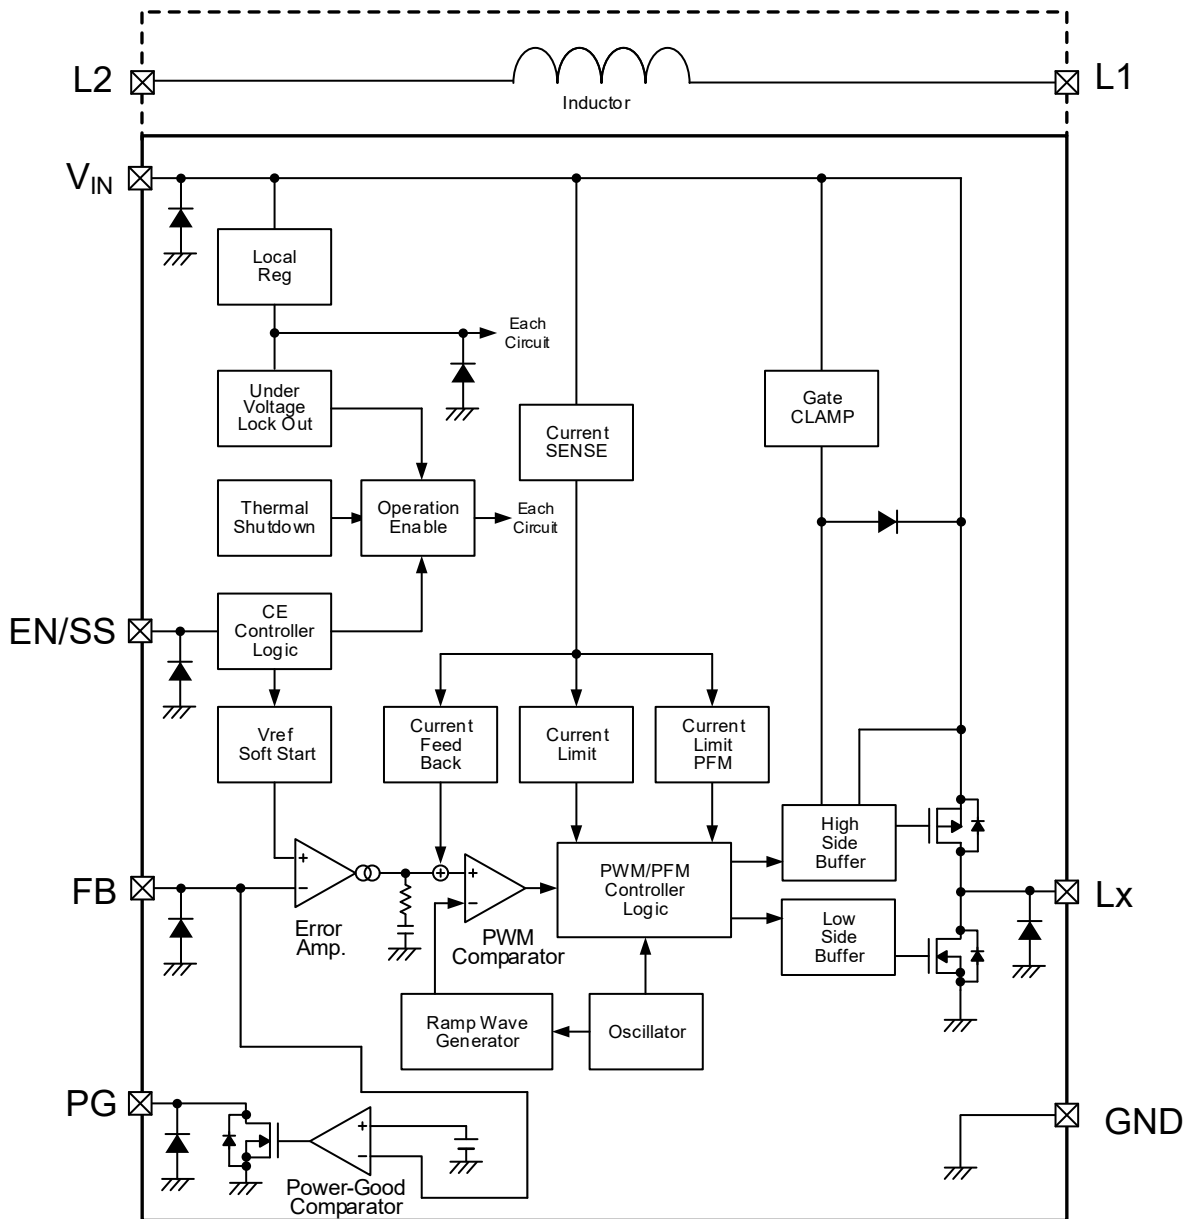 L2
L1
Inductor
VIN
Local
Reg
Each
Circuit
Under
Voltage
Lock Out
Gate
CLAMP
Current
SENSE
Thermal
Shutdown
Operation
Enable
Each
Circuit
EN/SS
CE
Controller
Logic
Vref
Soft Start
Current
Feed
Back
Current
Limit
Current
Limit
PFM
High
Side
Buffer
FB
+
−
Error
Amp.
+
+
−
PWM
Comparator
PWM/PFM
Controller
Logic
Lx
Low
Side
Buffer
Ramp Wave
Generator
Oscillator
PG
+
−
Power-Good
Comparator
GND